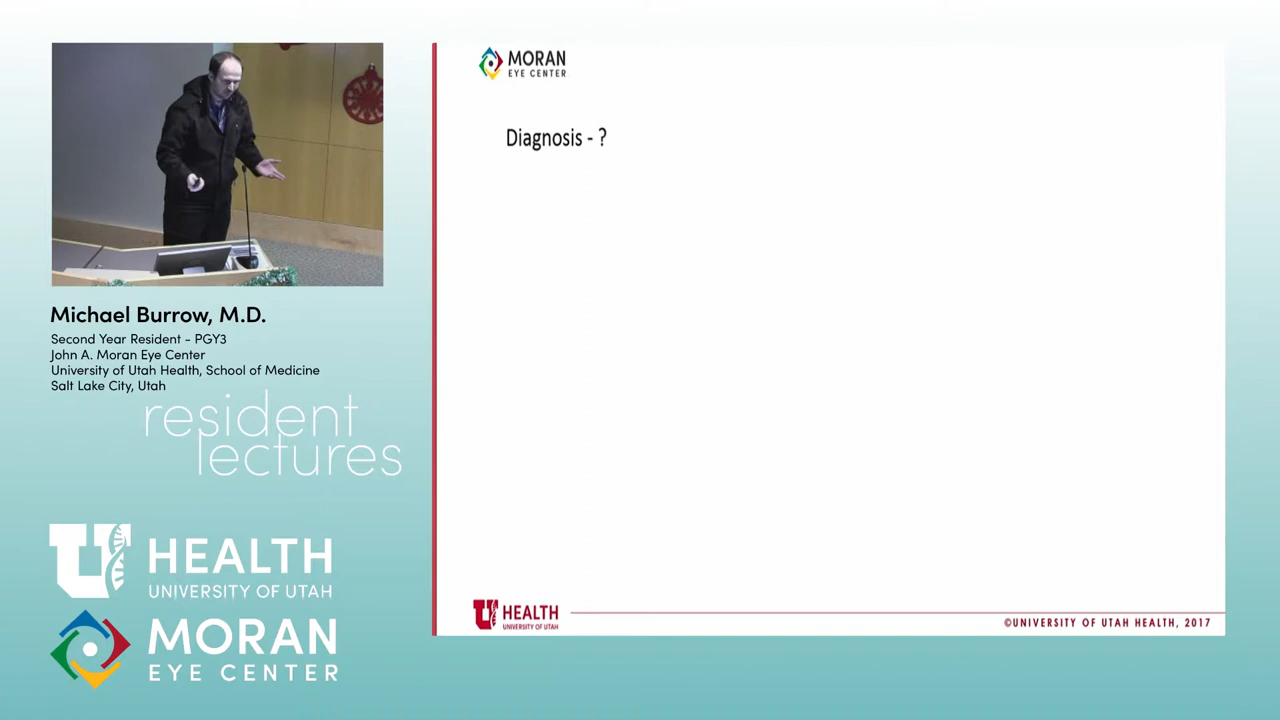 Michael Burrow, M.D.
Second Year Resident - PGY3
John A. Moran Eye Center
University of Utah Health, School of Medicine
Salt Lake City, Utah
resident
lectures
U HEALTH
UNIVERSITY OF UTAH
MORAN
EYE CENTER
MORAN
EYE CENTER
Diagnosis - ?
U HEALTH
UNIVERSITY OF UTAH
©UNIVERSITY OF UTAH HEALTH, 2017